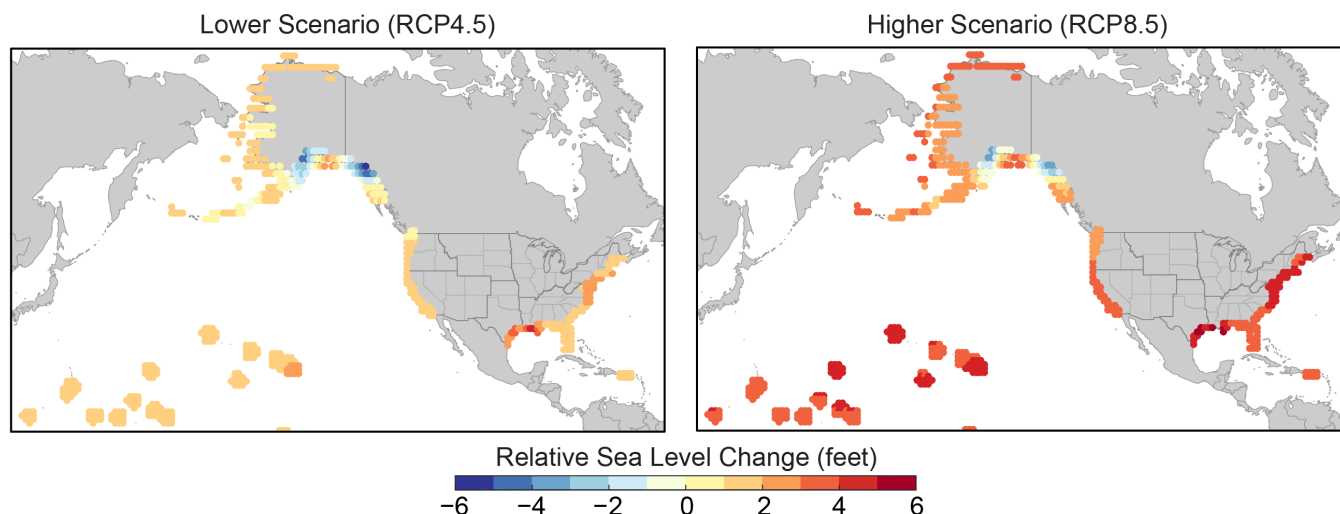 Lower Scenario (RCP4.5)
Higher Scenario (RCP8.5)
Relative Sea Level Change (feet)
−6 −4 −2 0 2 4 6